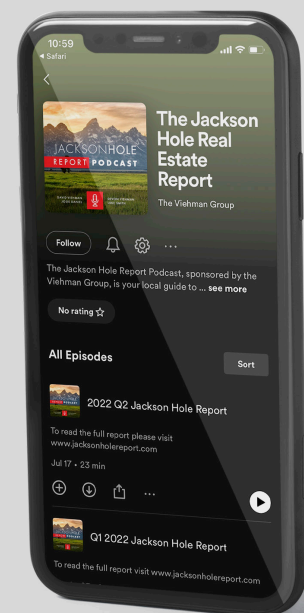 10:59
Safari
JACKSONHOLE
REPORT PODCAST
The Jackson
Hole Real
Estate
Report
The Viehman Group
Follow
...
The Jackson Hole Report Podcast, sponsored by the
Viehman Group, is your local guide to ... see more
No rating
All Episodes
Sort
2022 Q2 Jackson Hole Report
To read the full report please visit
www.jacksonholereport.com
Jul 17 • 23 min
...
Q1 2022 Jackson Hole Report
To read the full report visit www.jacksonholereport.com